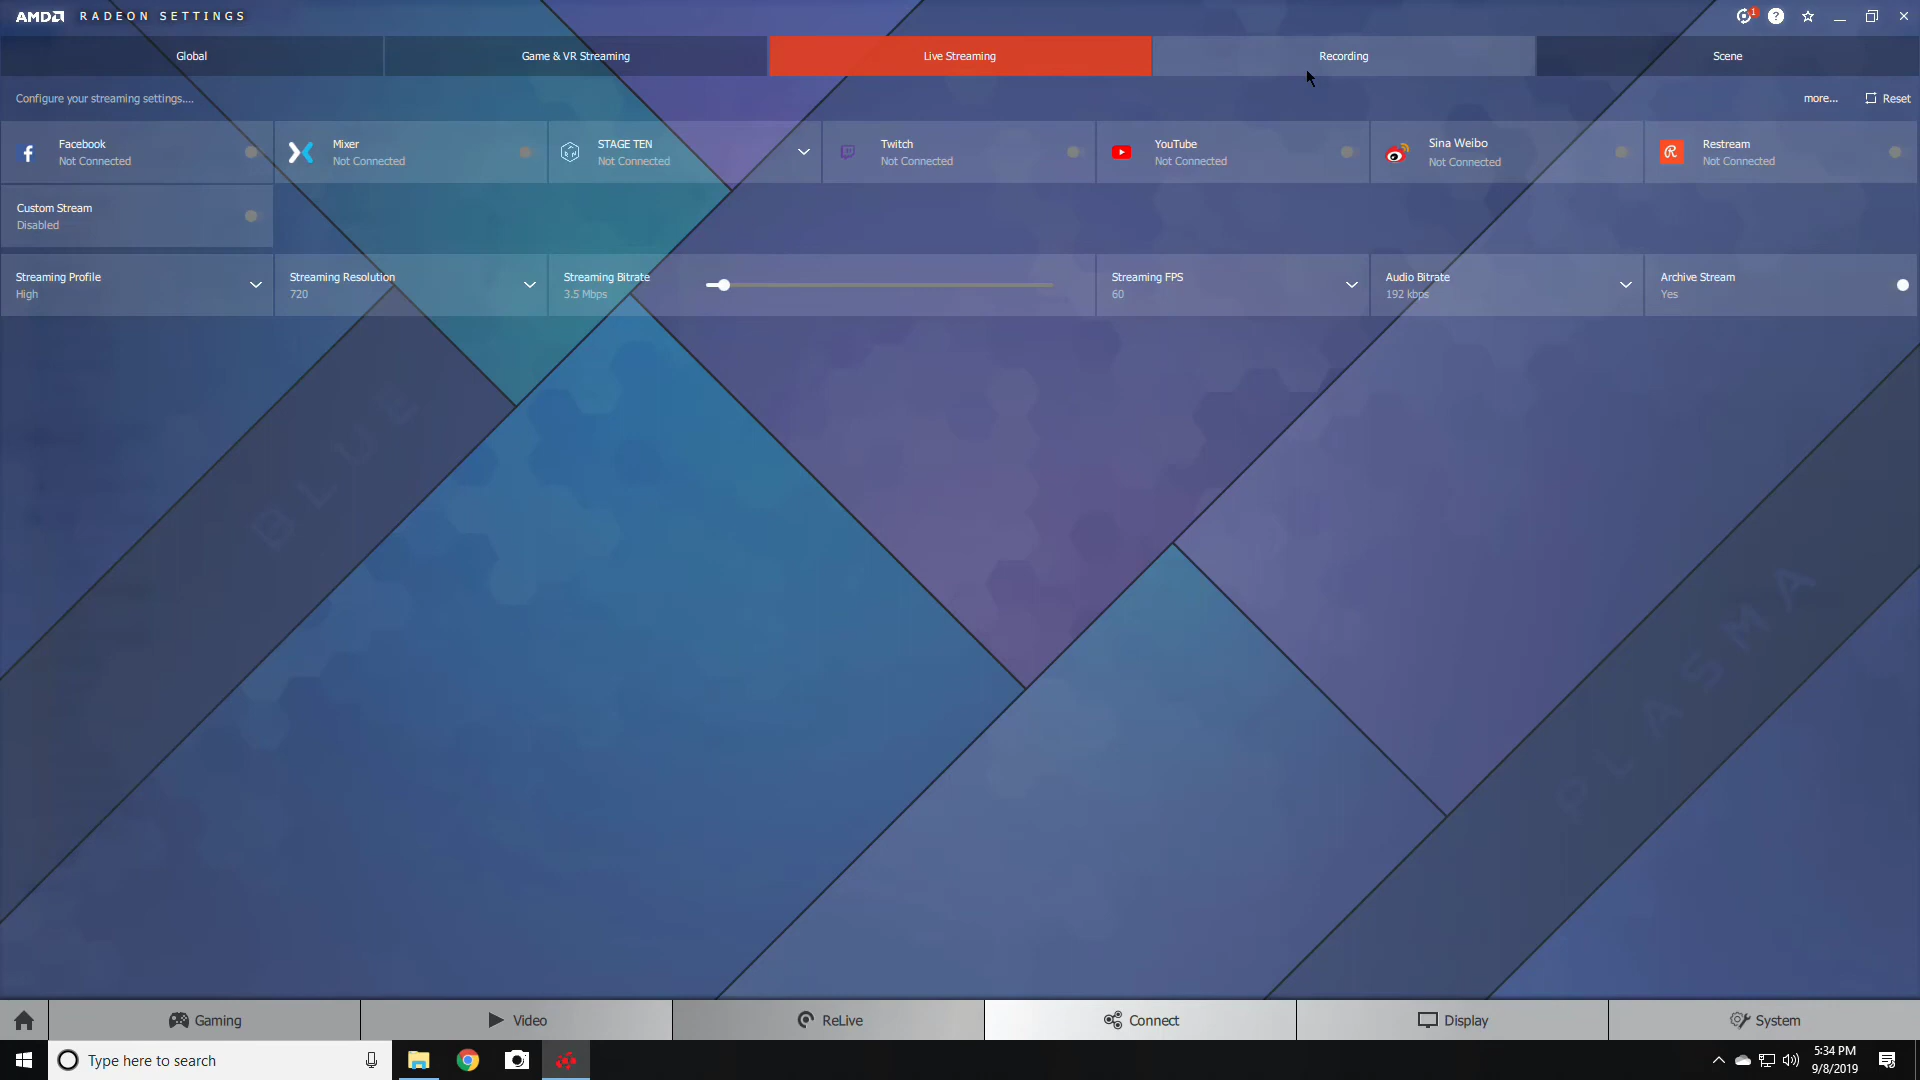 AMD RADEON SETTINGS
1
?
Global
Game & VR Streaming
Live Streaming
Recording
Scene
Configure your streaming settings....
more...
Reset
Facebook
Not Connected
Mixer
Not Connected
STAGE TEN
Not Connected
Twitch
Not Connected
YouTube
Not Connected
Sina Weibo
Not Connected
Restream
Not Connected
Custom Stream
Disabled
Streaming Profile
High
Streaming Resolution
720
Streaming Bitrate
3.5 Mbps
Streaming FPS
60
Audio Bitrate
192 kbps
Archive Stream
Yes
BLUE
PLASMA
Gaming
Video
ReLive
Connect
Display
System
Type here to search
5:34 PM
9/8/2019